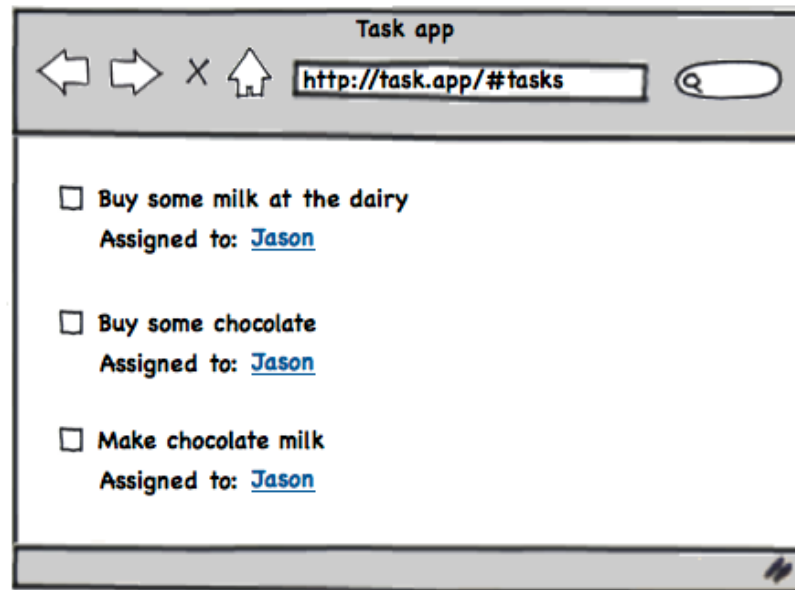 Task app
http://task.app/#tasks
Buy some milk at the dairy
Assigned to: Jason
Buy some chocolate
Assigned to: Jason
Make chocolate milk
Assigned to: Jason